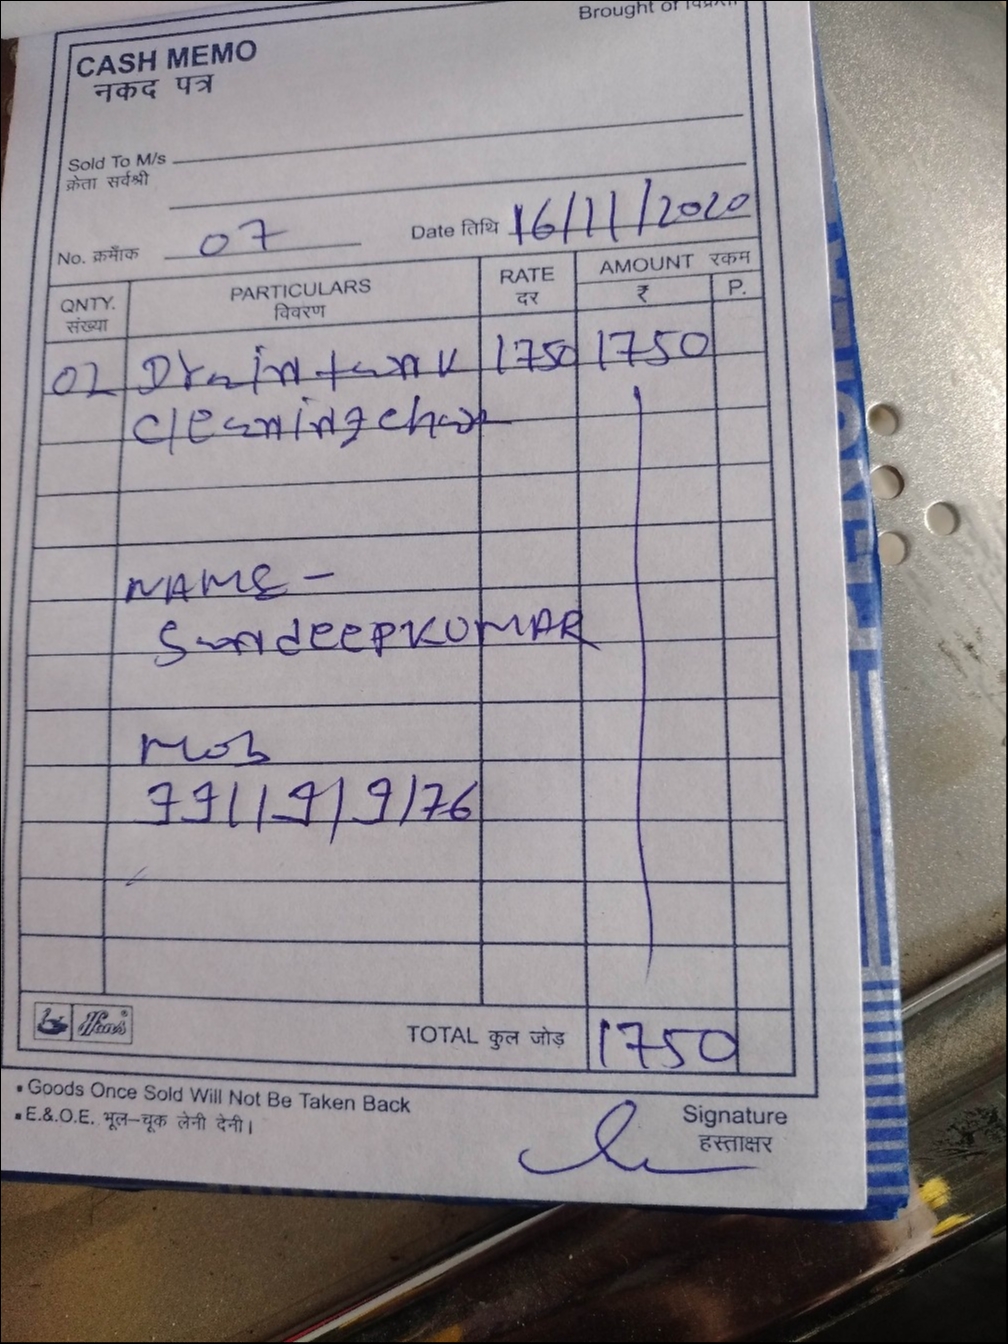 Brought of विक्रेता
CASH MEMO
नकद पत्र
Sold To M/s
क्रेता सर्वश्री
No. क्रमाँक 07 Date तिथि 16/11/2020
QNTY. PARTICULARS RATE AMOUNT रकम
संख्या विवरण दर ₹ P.
02 Drain tank 1750 1750
cleaning
NAME -
SandeepKUMAR
Mob
TOTAL कुल जोड़ 1750
▪ Goods Once Sold Will Not Be Taken Back
▪ E.&.O.E. भूल-चूक लेनी देनी।
Signature
हस्ताक्षर